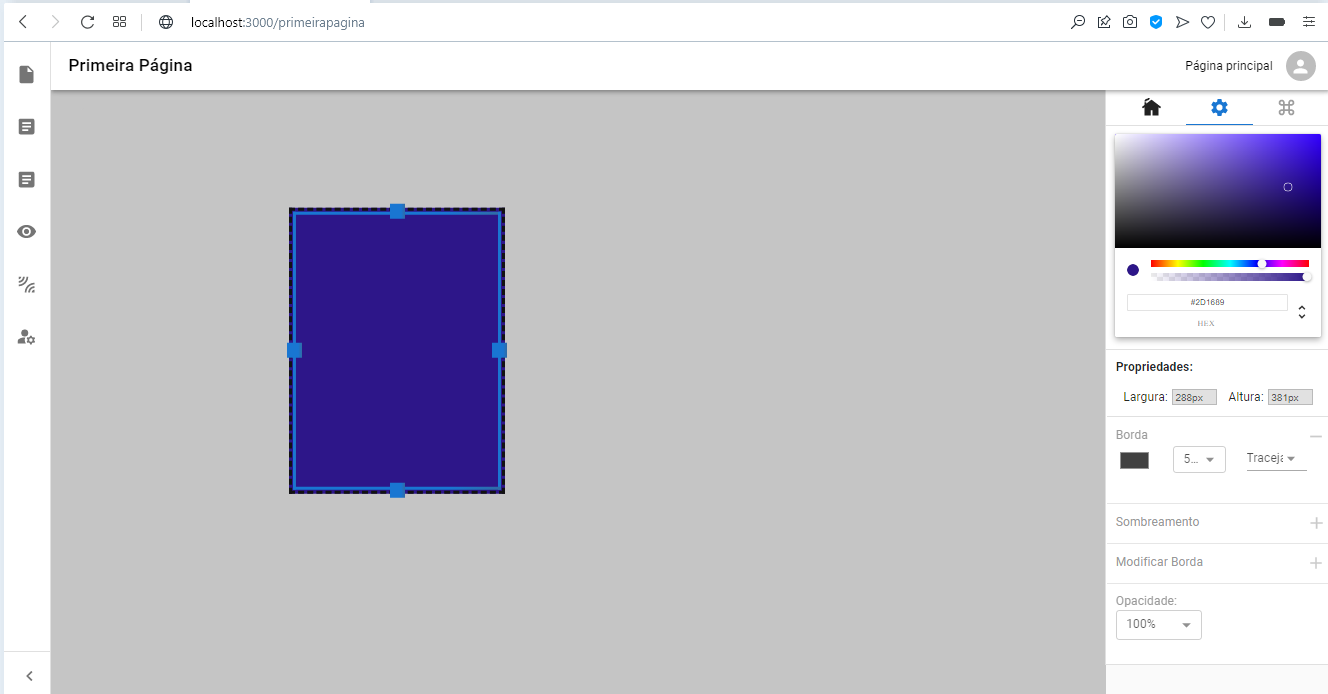 localhost:3000/primeirapagina
Primeira Página
Página principal
#2D1689
HEX
Propriedades:
Largura: 288px Altura: 381px
Borda
5... Traceja
Sombreamento
Modificar Borda
Opacidade:
100%